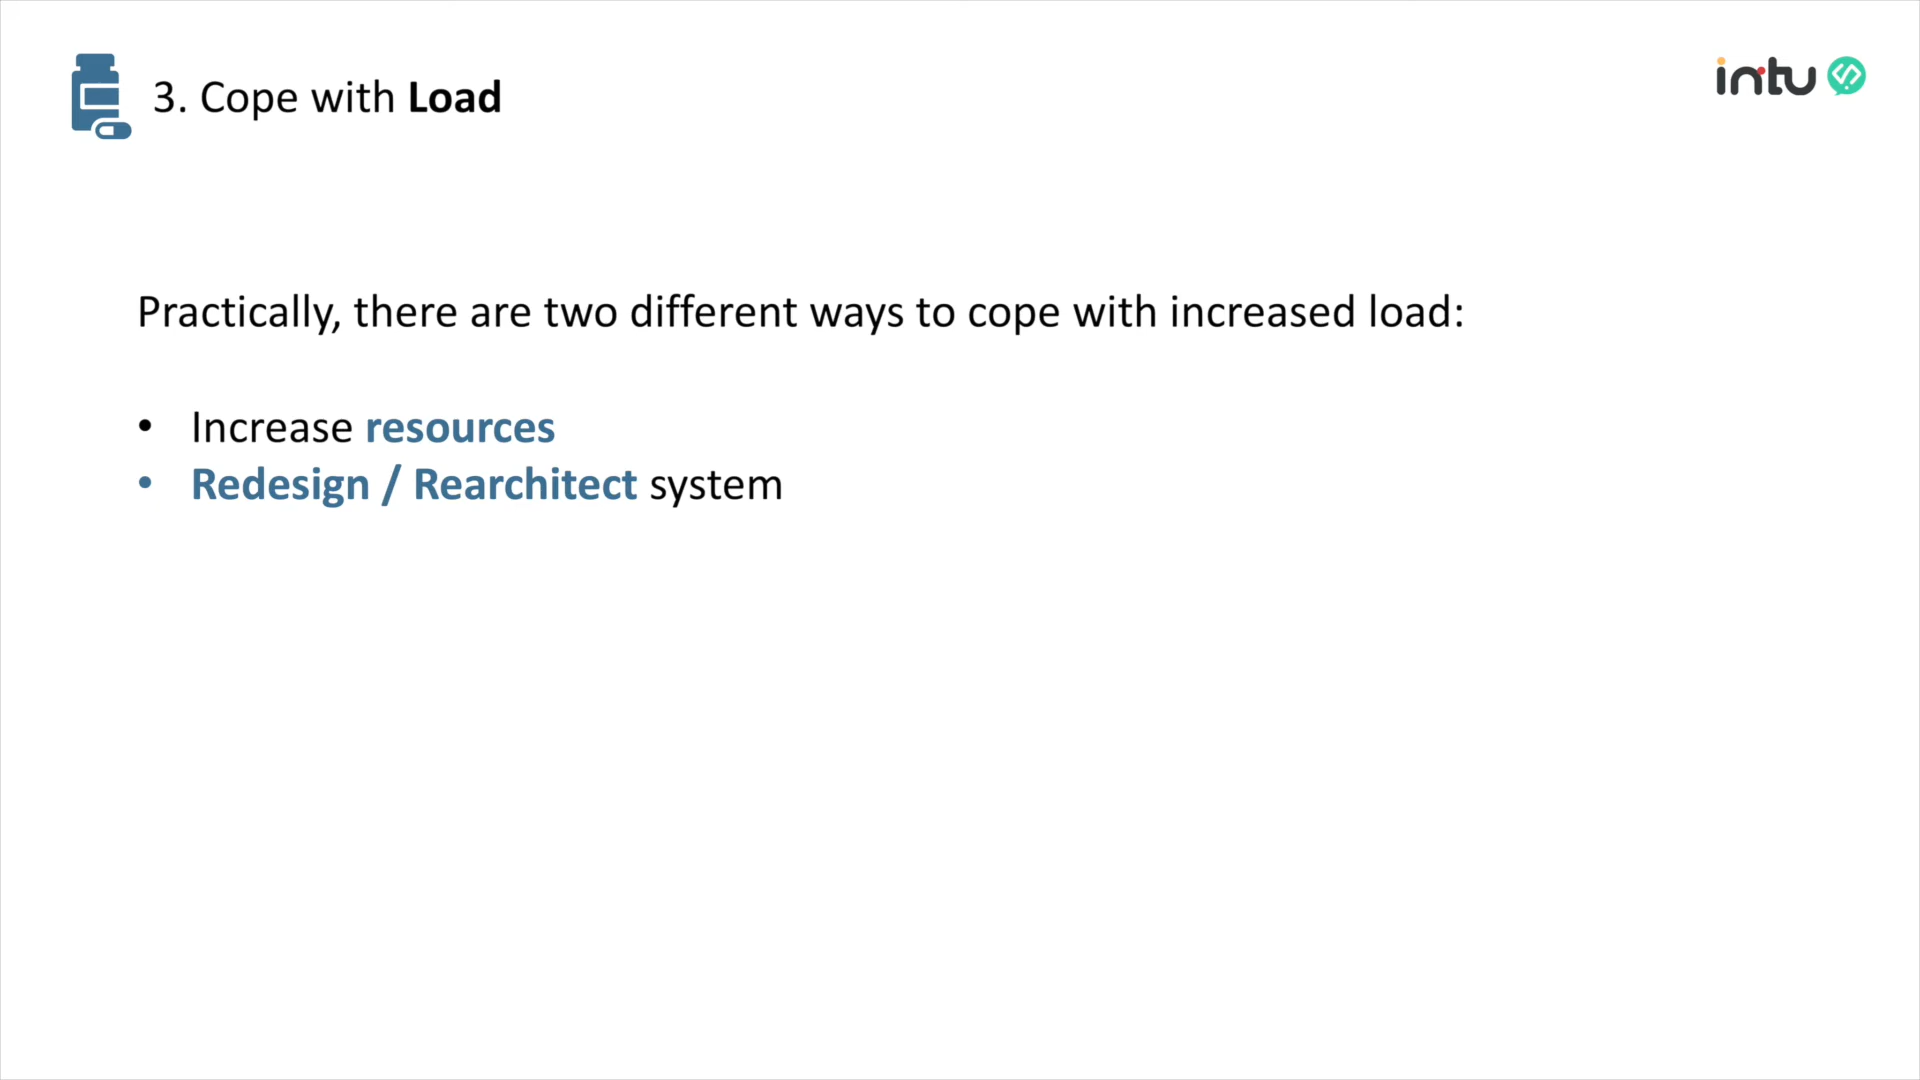 3. Cope with Load
intu
Practically, there are two different ways to cope with increased load:
• Increase resources
• Redesign / Rearchitect system